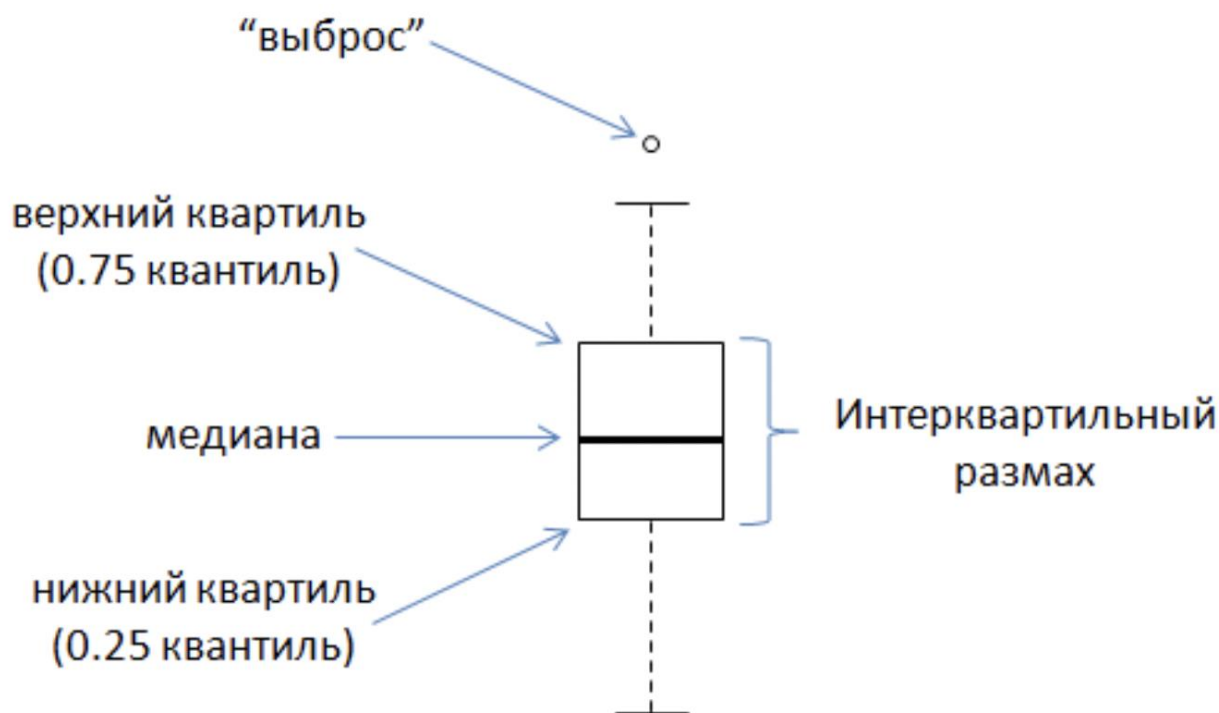 “выброс”
верхний квартиль
(0.75 квантиль)
медиана
Интерквартильный
размах
нижний квартиль
(0.25 квантиль)